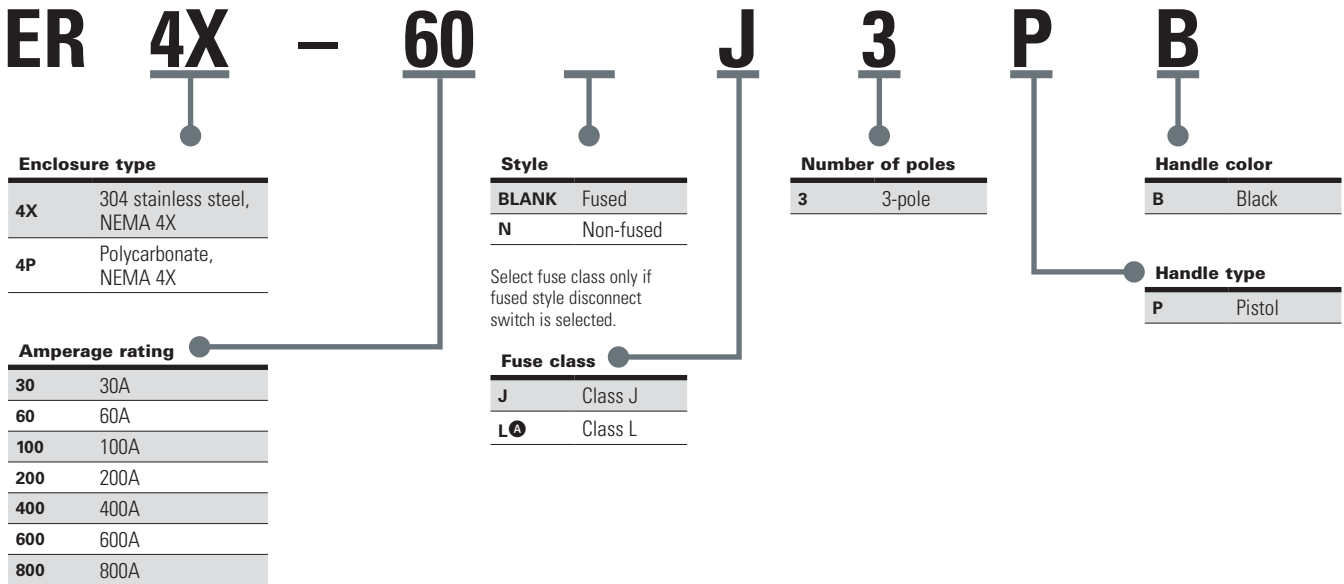 ER 4X – 60 J 3 P B
Enclosure type
4X 304 stainless steel,
NEMA 4X
4P Polycarbonate,
NEMA 4X
Amperage rating
30 30A
60 60A
100 100A
200 200A
400 400A
600 600A
800 800A
Style
BLANK Fused
N Non-fused
Select fuse class only if
fused style disconnect
switch is selected.
Fuse class
J Class J
L🅐 Class L
Number of poles
3 3-pole
Handle color
B Black
Handle type
P Pistol